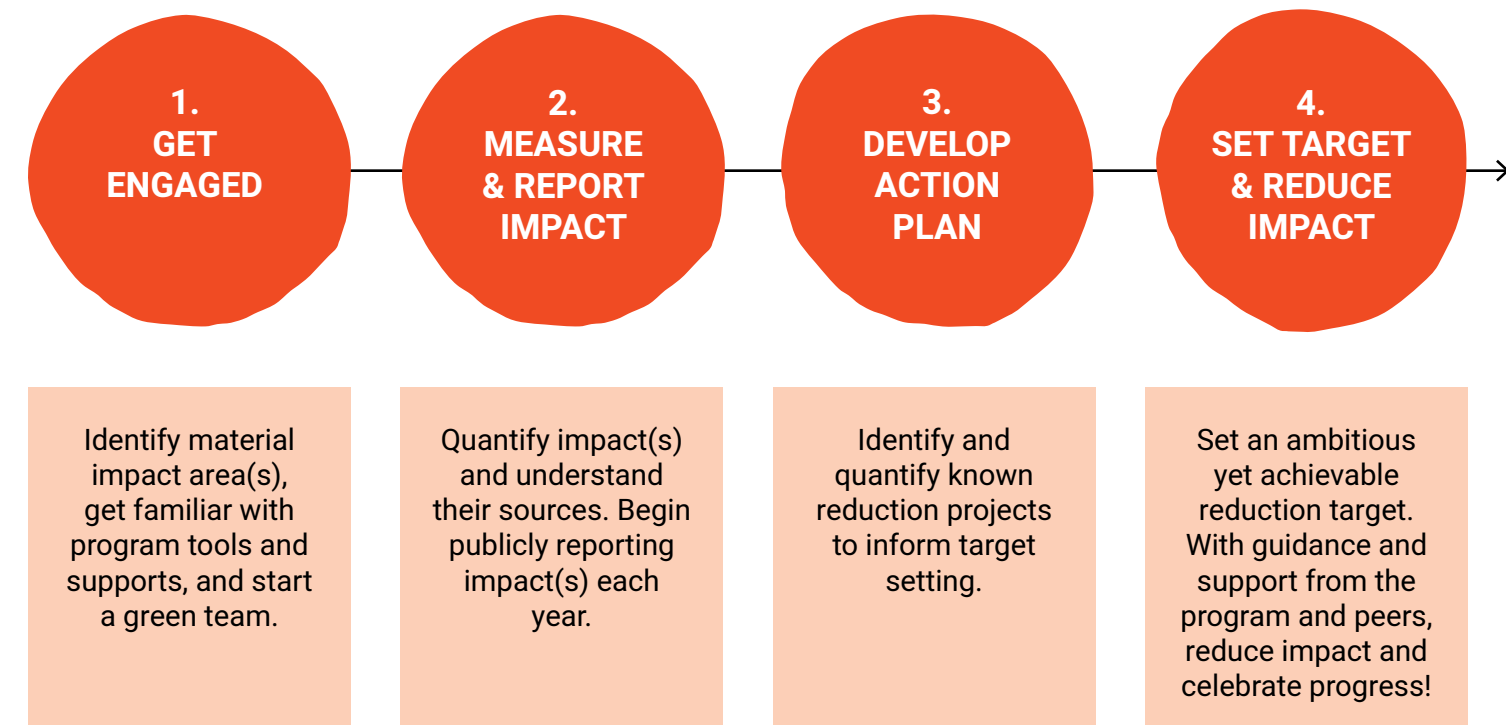 1.
GET
ENGAGED
2.
MEASURE
& REPORT
IMPACT
3.
DEVELOP
ACTION
PLAN
4.
SET TARGET
& REDUCE
IMPACT
Identify material
impact area(s),
get familiar with
program tools and
supports, and start
a green team.
Quantify impact(s)
and understand
their sources. Begin
publicly reporting
impact(s) each
year.
Identify and
quantify known
reduction projects
to inform target
setting.
Set an ambitious
yet achievable
reduction target.
With guidance and
support from the
program and peers,
reduce impact and
celebrate progress!